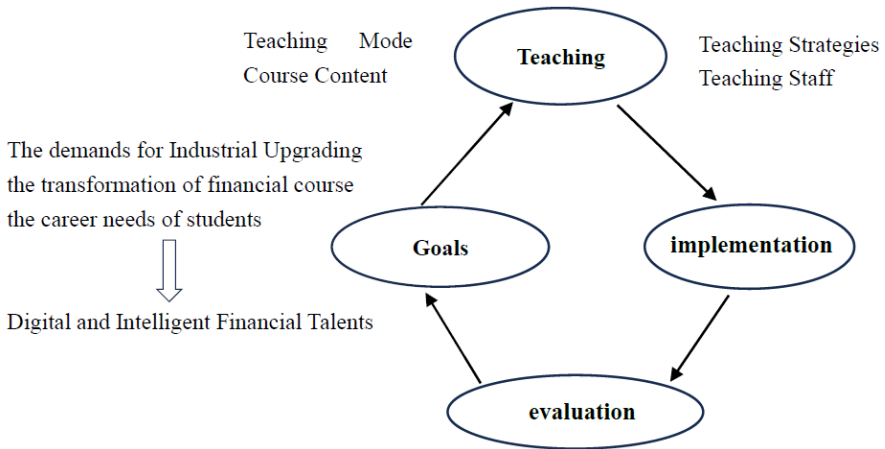 Teaching Mode
Course Content
Teaching
Teaching Strategies
Teaching Staff
The demands for Industrial Upgrading
the transformation of financial course
the career needs of students
Digital and Intelligent Financial Talents
Goals
implementation
evaluation